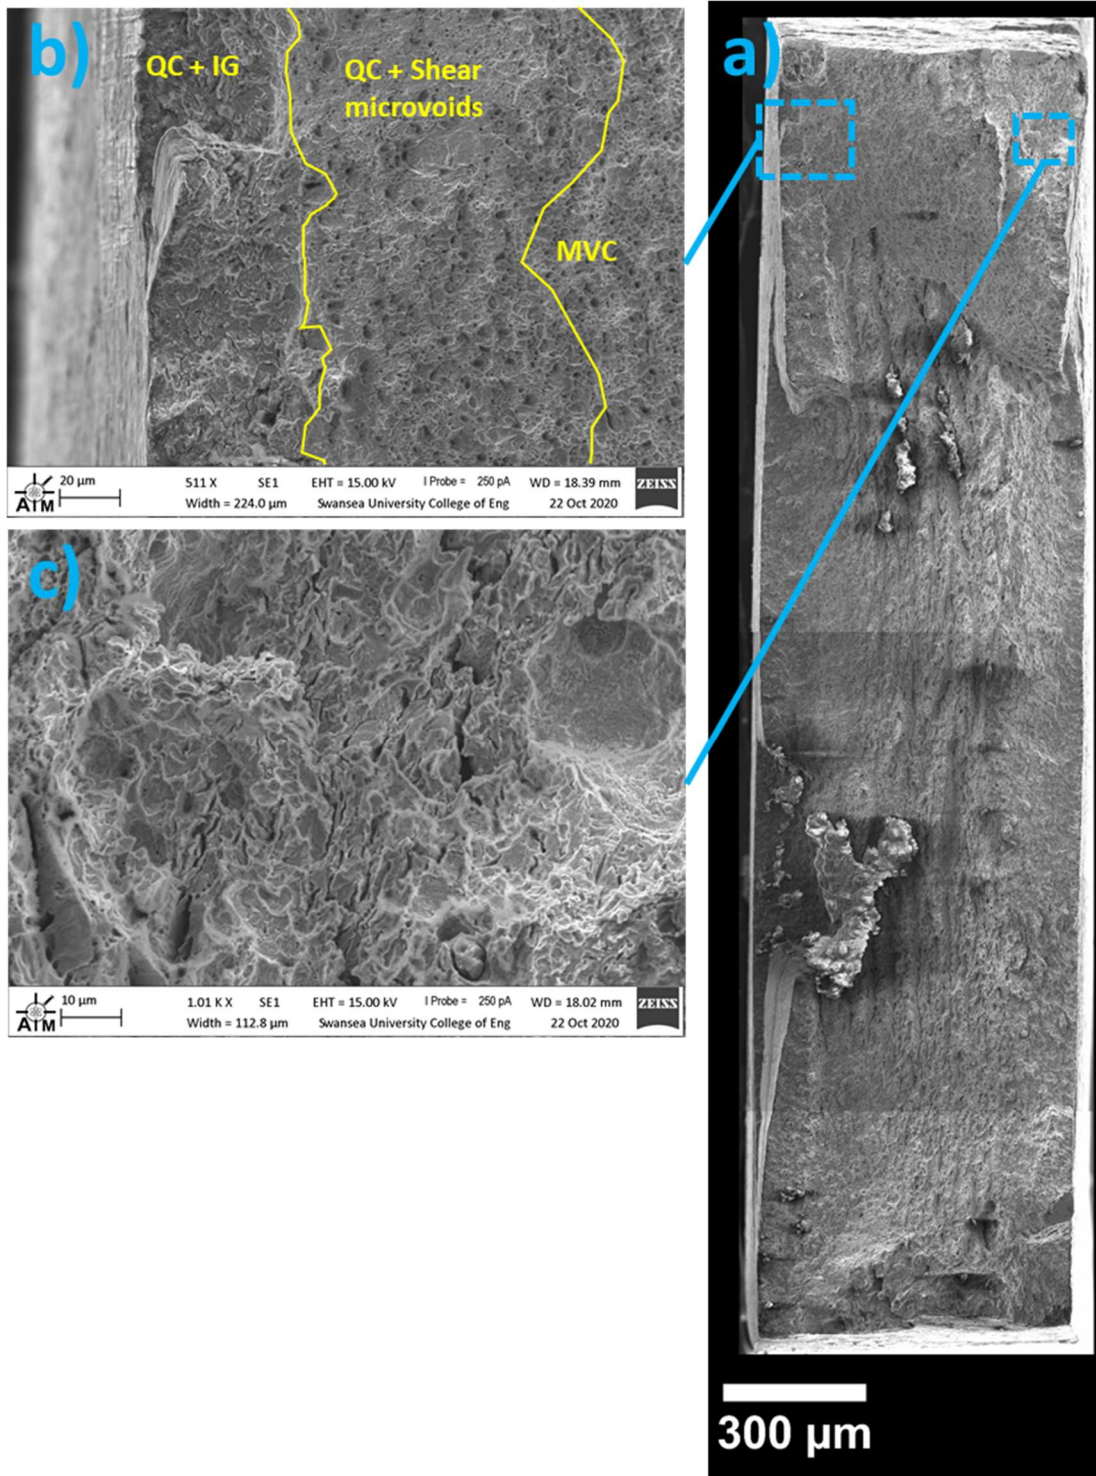 b)
QC + IG
QC + Shear
microvoids
MVC
20 µm
511 X SE1 EHT = 15.00 kV I Probe = 250 pA WD = 18.39 mm
Width = 224.0 µm Swansea University College of Eng 22 Oct 2020
ZEISS
AIM
c)
10 µm
1.01 K X SE1 EHT = 15.00 kV I Probe = 250 pA WD = 18.02 mm
Width = 112.8 µm Swansea University College of Eng 22 Oct 2020
ZEISS
AIM
a)
300 µm